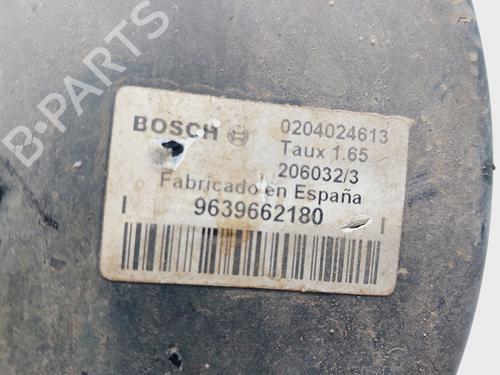 B-PARTS
BOSCH
0204024613
Taux 1.65
206032/3
Fabricado en España
9639662180